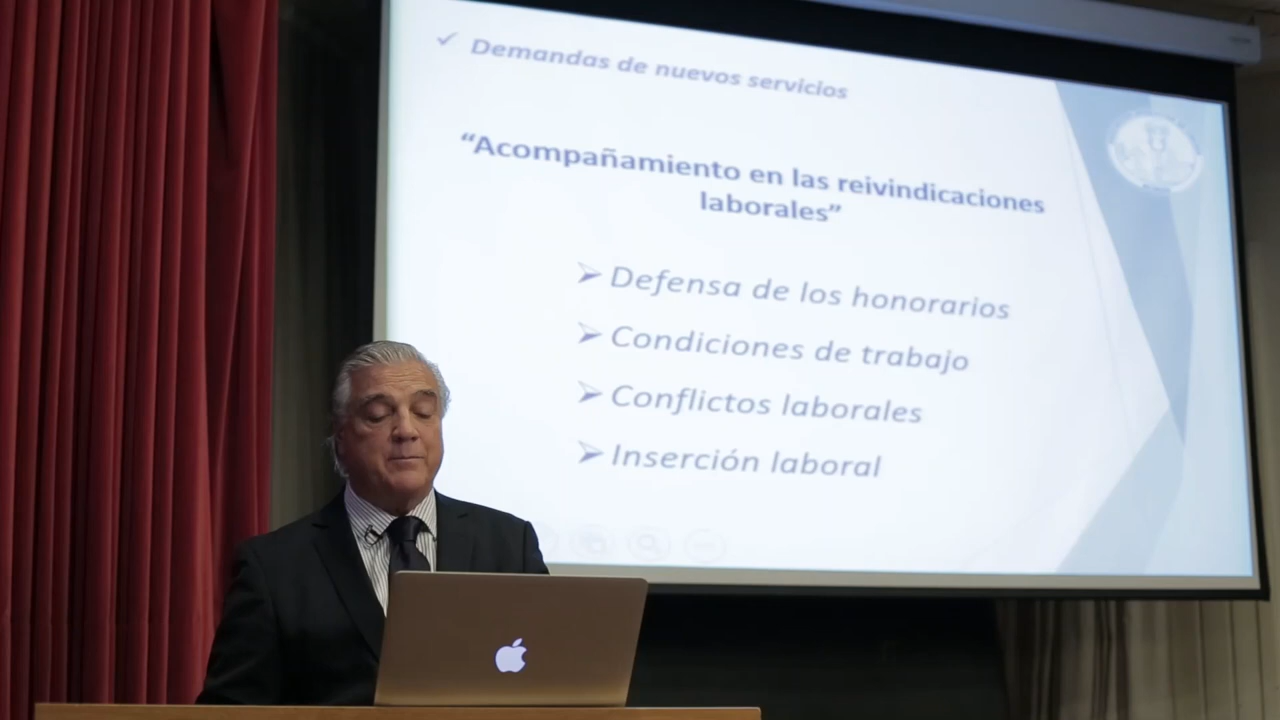 ✓ Demandas de nuevos servicios
“Acompañamiento en las reivindicaciones
laborales”
➢ Defensa de los honorarios
➢ Condiciones de trabajo
➢ Conflictos laborales
➢ Inserción laboral